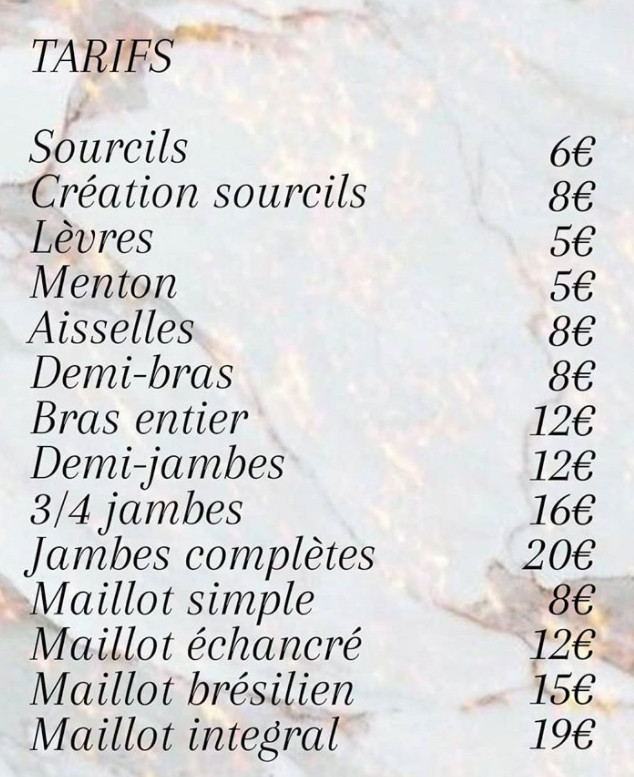 TARIFS
Sourcils 6€
Création sourcils 8€
Lèvres 5€
Menton 5€
Aisselles 8€
Demi-bras 8€
Bras entier 12€
Demi-jambes 12€
3/4 jambes 16€
Jambes complètes 20€
Maillot simple 8€
Maillot échancré 12€
Maillot brésilien 15€
Maillot integral 19€